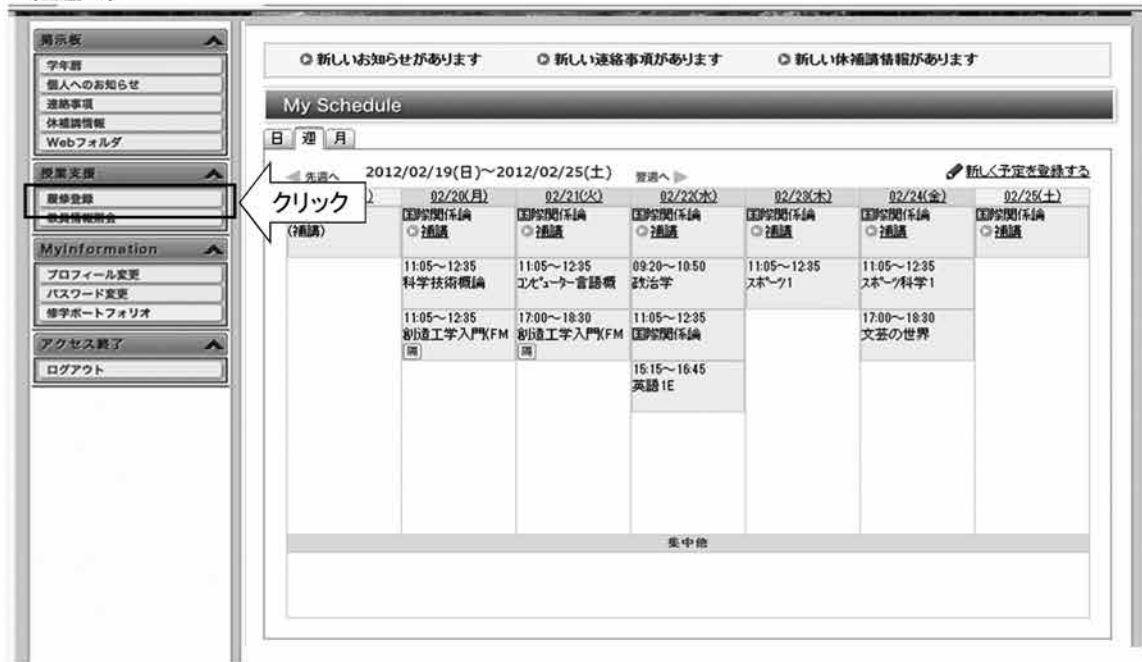 掲示板
学年暦
個人へのお知らせ
連絡事項
休補講情報
Webフォルダ
授業支援
履修登録
教員情報照会
MyInformation
プロフィール変更
パスワード変更
修学ポートフォリオ
アクセス終了
ログアウト
クリック
新しいお知らせがあります 新しい連絡事項があります 新しい休補講情報があります
My Schedule
日 週 月
先週へ 2012/02/19(日)～2012/02/25(土) 翌週へ 新しく予定を登録する
) 02/20(月) 02/21(火) 02/22(水) 02/23(木) 02/24(金) 02/25(土)
国際関係論 国際関係論 国際関係論 国際関係論 国際関係論 国際関係論
(補講) 補講 補講 補講 補講 補講 補講
11:05～12:35 11:05～12:35 09:20～10:50 11:05～12:35 11:05～12:35
科学技術概論 コンピューター言語概 政治学 スポーツ1 スポーツ科学1
11:05～12:35 17:00～18:30 11:05～12:35 17:00～18:30
創造工学入門(FM 創造工学入門(FM 国際関係論 文芸の世界
隔 隔
15:15～16:45
英語1E
集中他